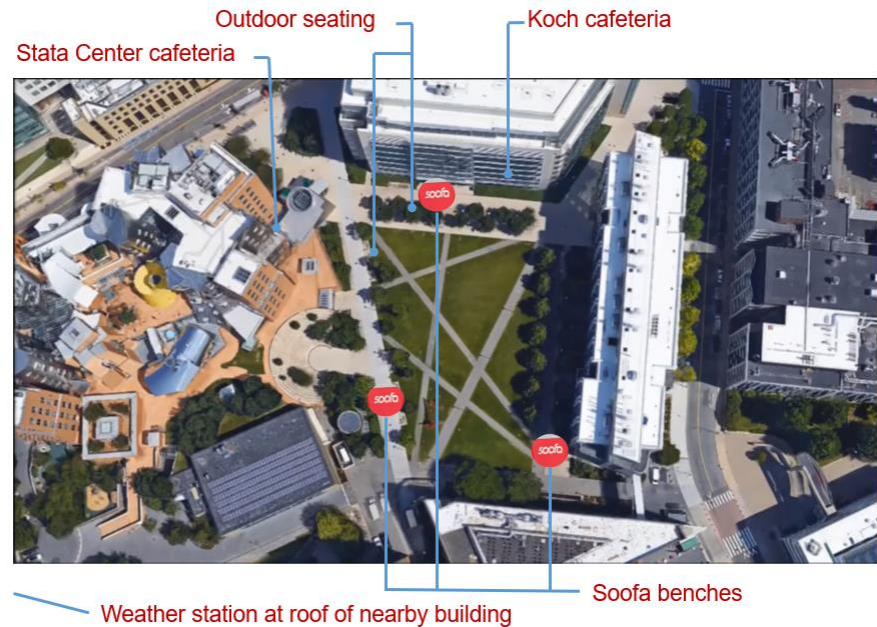 Outdoor seating
Koch cafeteria
Stata Center cafeteria
soofa
soofa
soofa
Soofa benches
Weather station at roof of nearby building